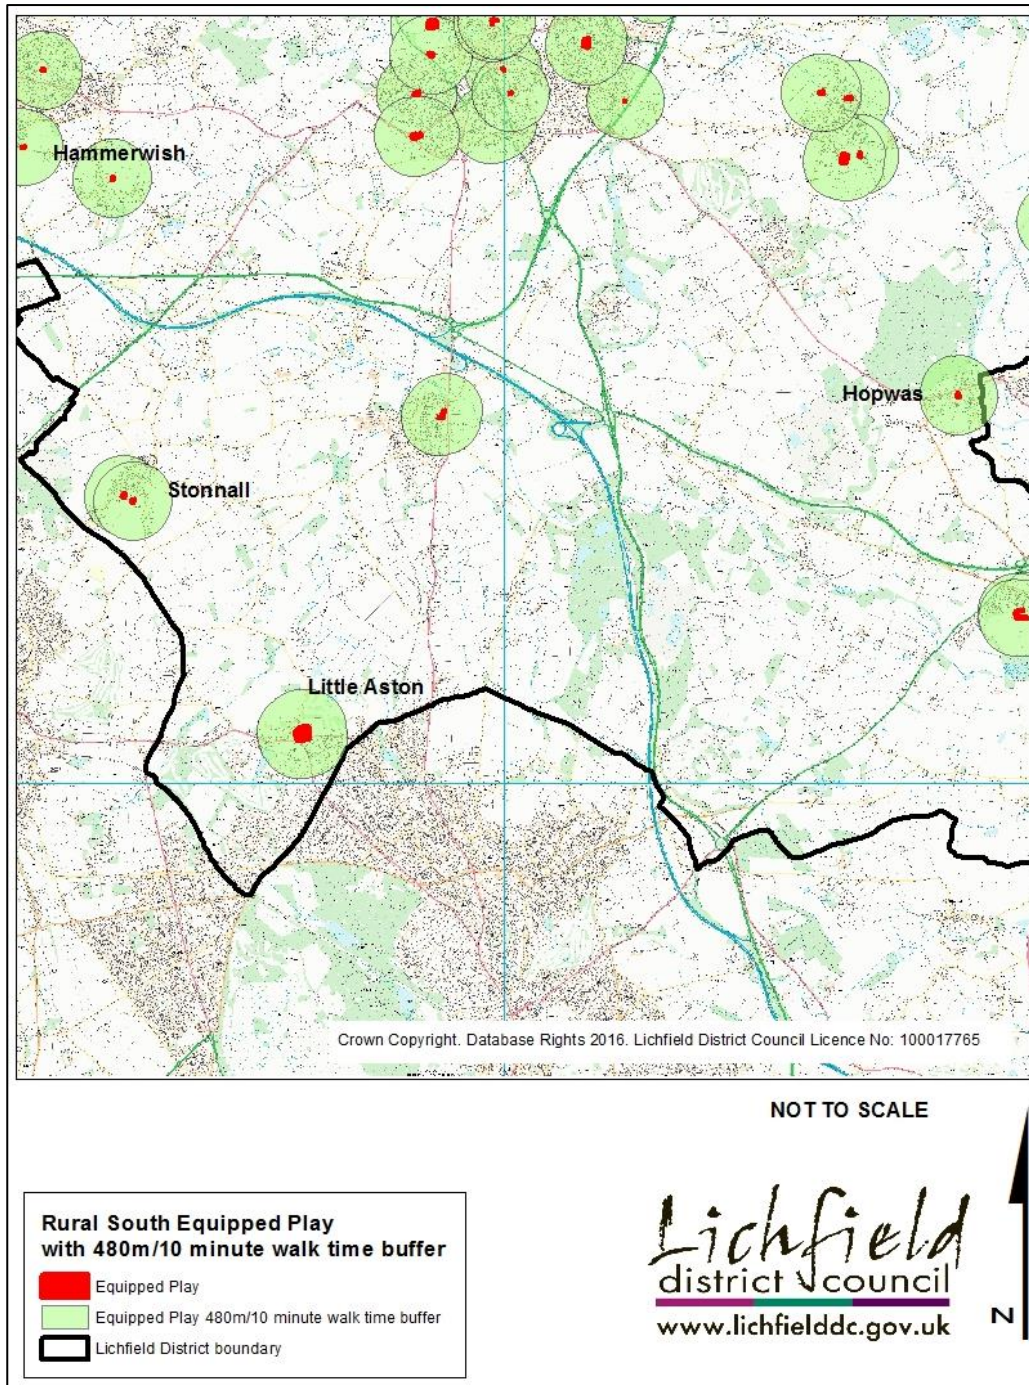 Hammerwish
Hopwas
Stonnall
Little Aston
Crown Copyright. Database Rights 2016. Lichfield District Council Licence No: 100017765
NOT TO SCALE
Rural South Equipped Play
with 480m/10 minute walk time buffer
Equipped Play
Equipped Play 480m/10 minute walk time buffer
Lichfield District boundary
Lichfield
district council
www.lichfielddc.gov.uk
N